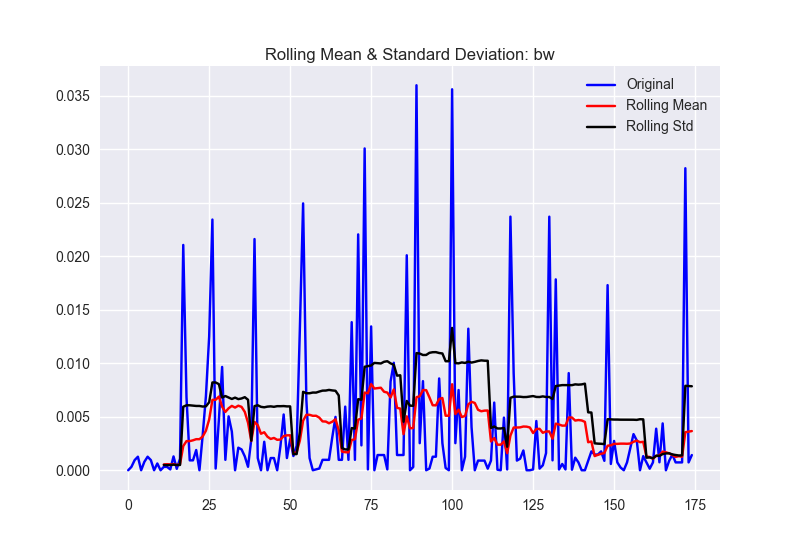 Rolling Mean & Standard Deviation: bw
Original
Rolling Mean
Rolling Std
0.035
0.030
0.025
0.020
0.015
0.010
0.005
0.000
0 25 50 75 100 125 150 175